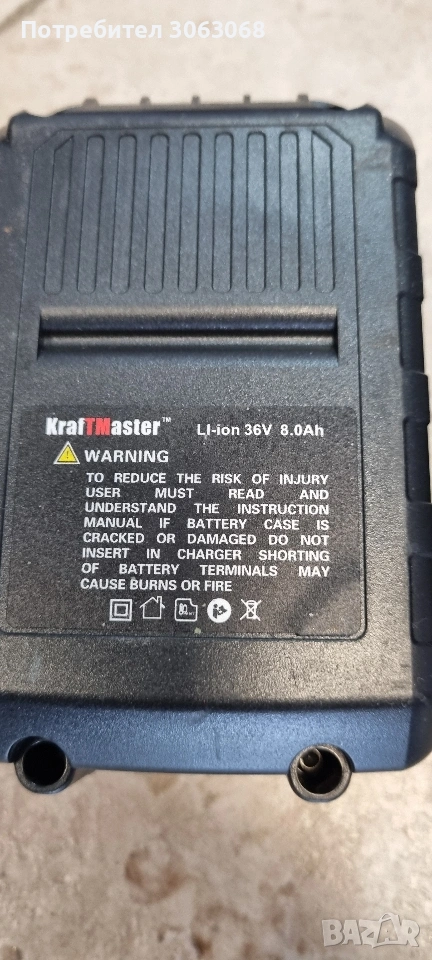 Потребител 3063068
KrafTMaster™ LI-ion 36V 8.0Ah
WARNING
TO REDUCE THE RISK OF INJURY
USER MUST READ AND
UNDERSTAND THE INSTRUCTION
MANUAL IF BATTERY CASE IS
CRACKED OR DAMAGED DO NOT
INSERT IN CHARGER SHORTING
OF BATTERY TERMINALS MAY
CAUSE BURNS OR FIRE
BAZAR